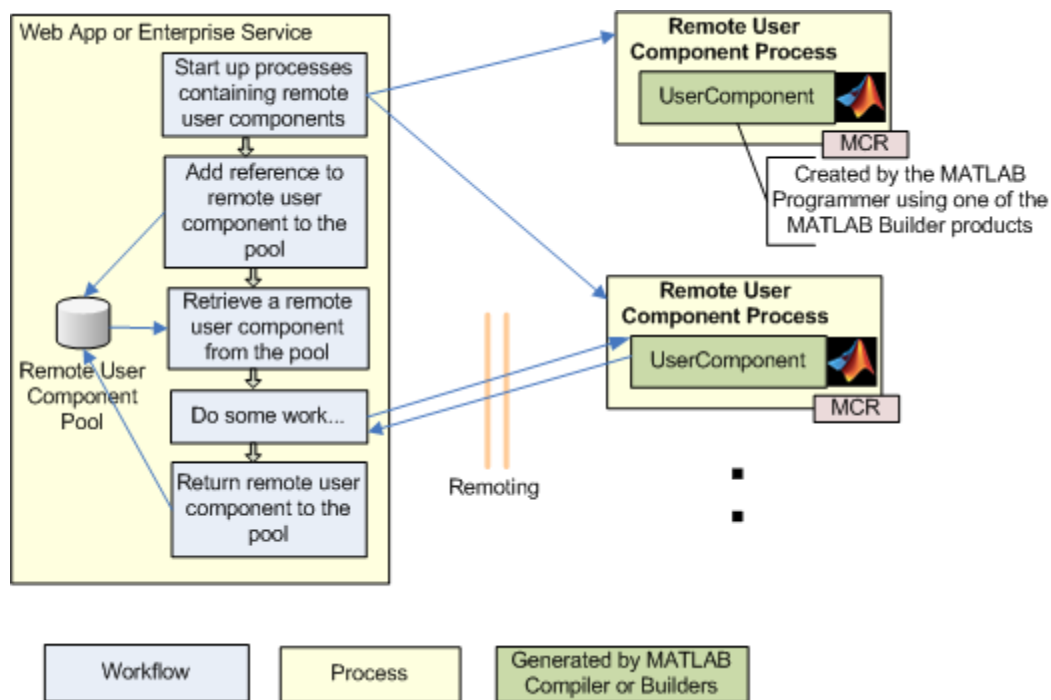 Web App or Enterprise Service
Start up processes
containing remote
user components
Add reference to
remote user
component to the
pool
Retrieve a remote
user component
from the pool
Do some work...
Return remote user
component to the
pool
Remote User
Component
Pool
Remoting
Remote User
Component Process
UserComponent
MCR
Created by the MATLAB
Programmer using one of the
MATLAB Builder products
Remote User
Component Process
UserComponent
MCR
Workflow
Process
Generated by MATLAB
Compiler or Builders